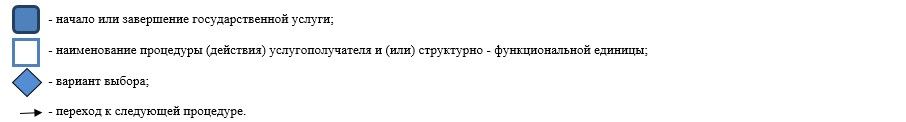 - начало или завершение государственной услуги;
- наименование процедуры (действия) услугополучателя и (или) структурно - функциональной единицы;
- вариант выбора;
- переход к следующей процедуре.